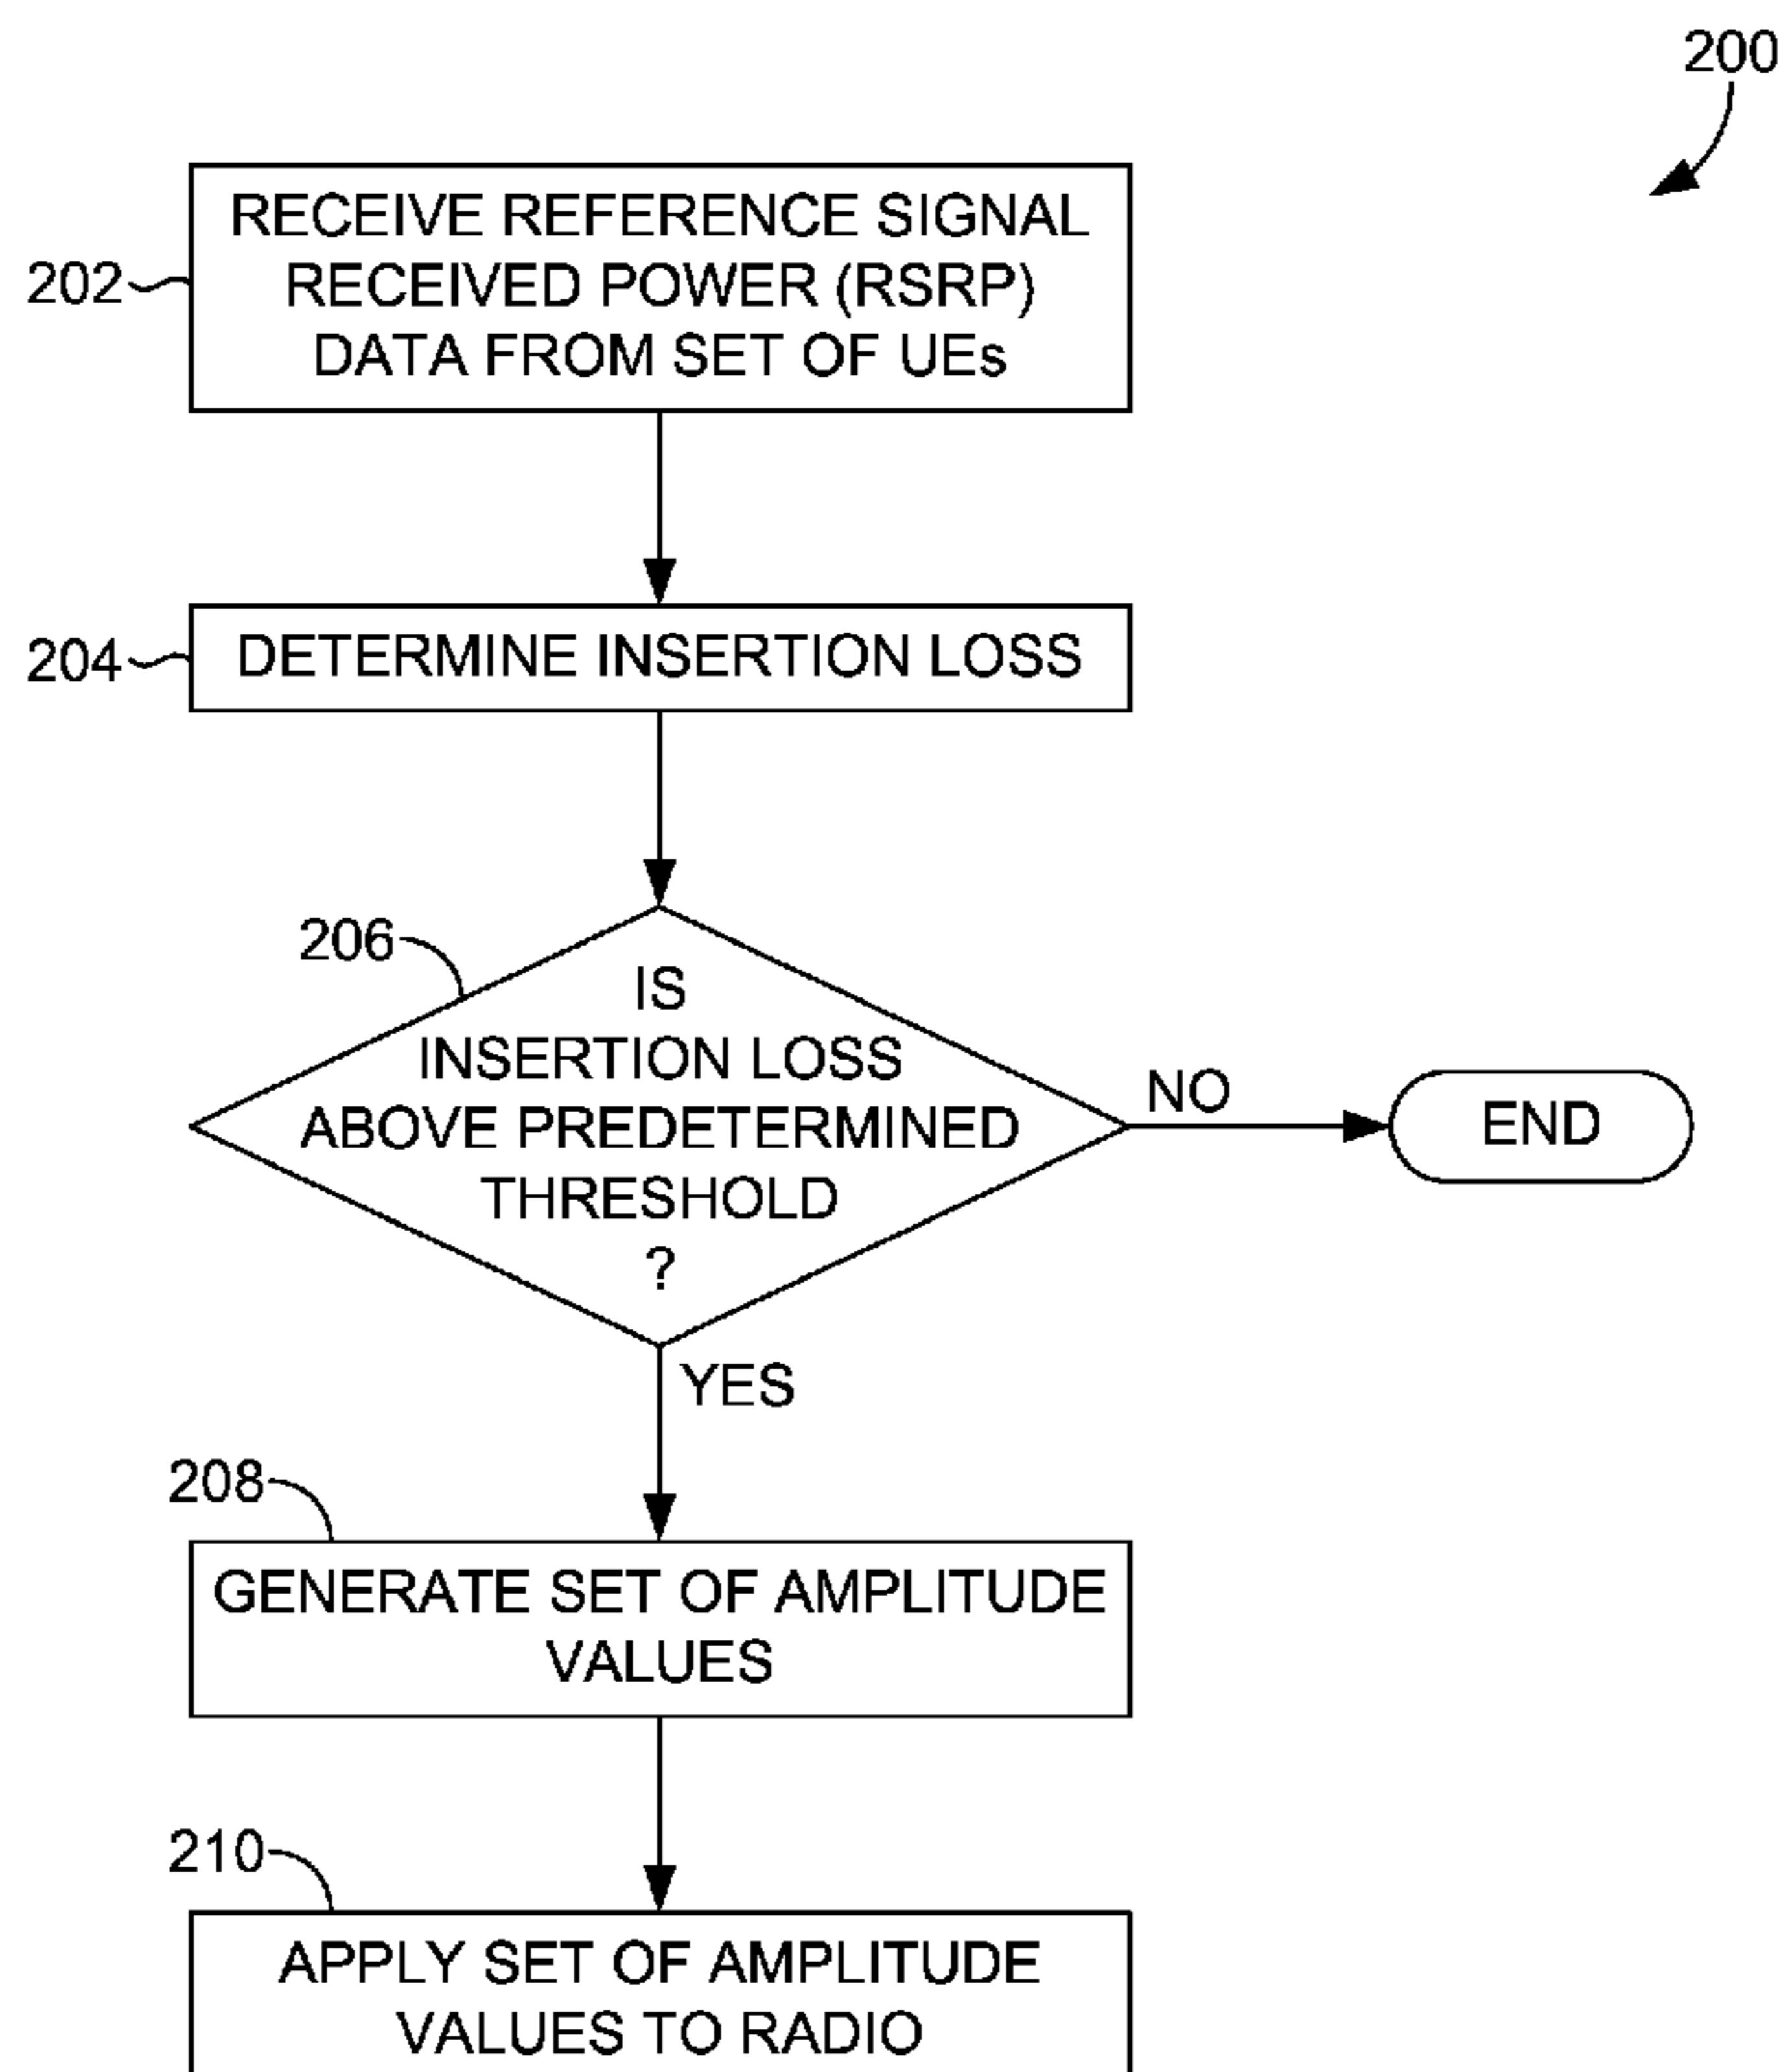 200
202
RECEIVE REFERENCE SIGNAL
RECEIVED POWER (RSRP)
DATA FROM SET OF UEs
204
DETERMINE INSERTION LOSS
206
IS
INSERTION LOSS
ABOVE PREDETERMINED
THRESHOLD
?
NO
END
YES
208
GENERATE SET OF AMPLITUDE
VALUES
210
APPLY SET OF AMPLITUDE
VALUES TO RADIO